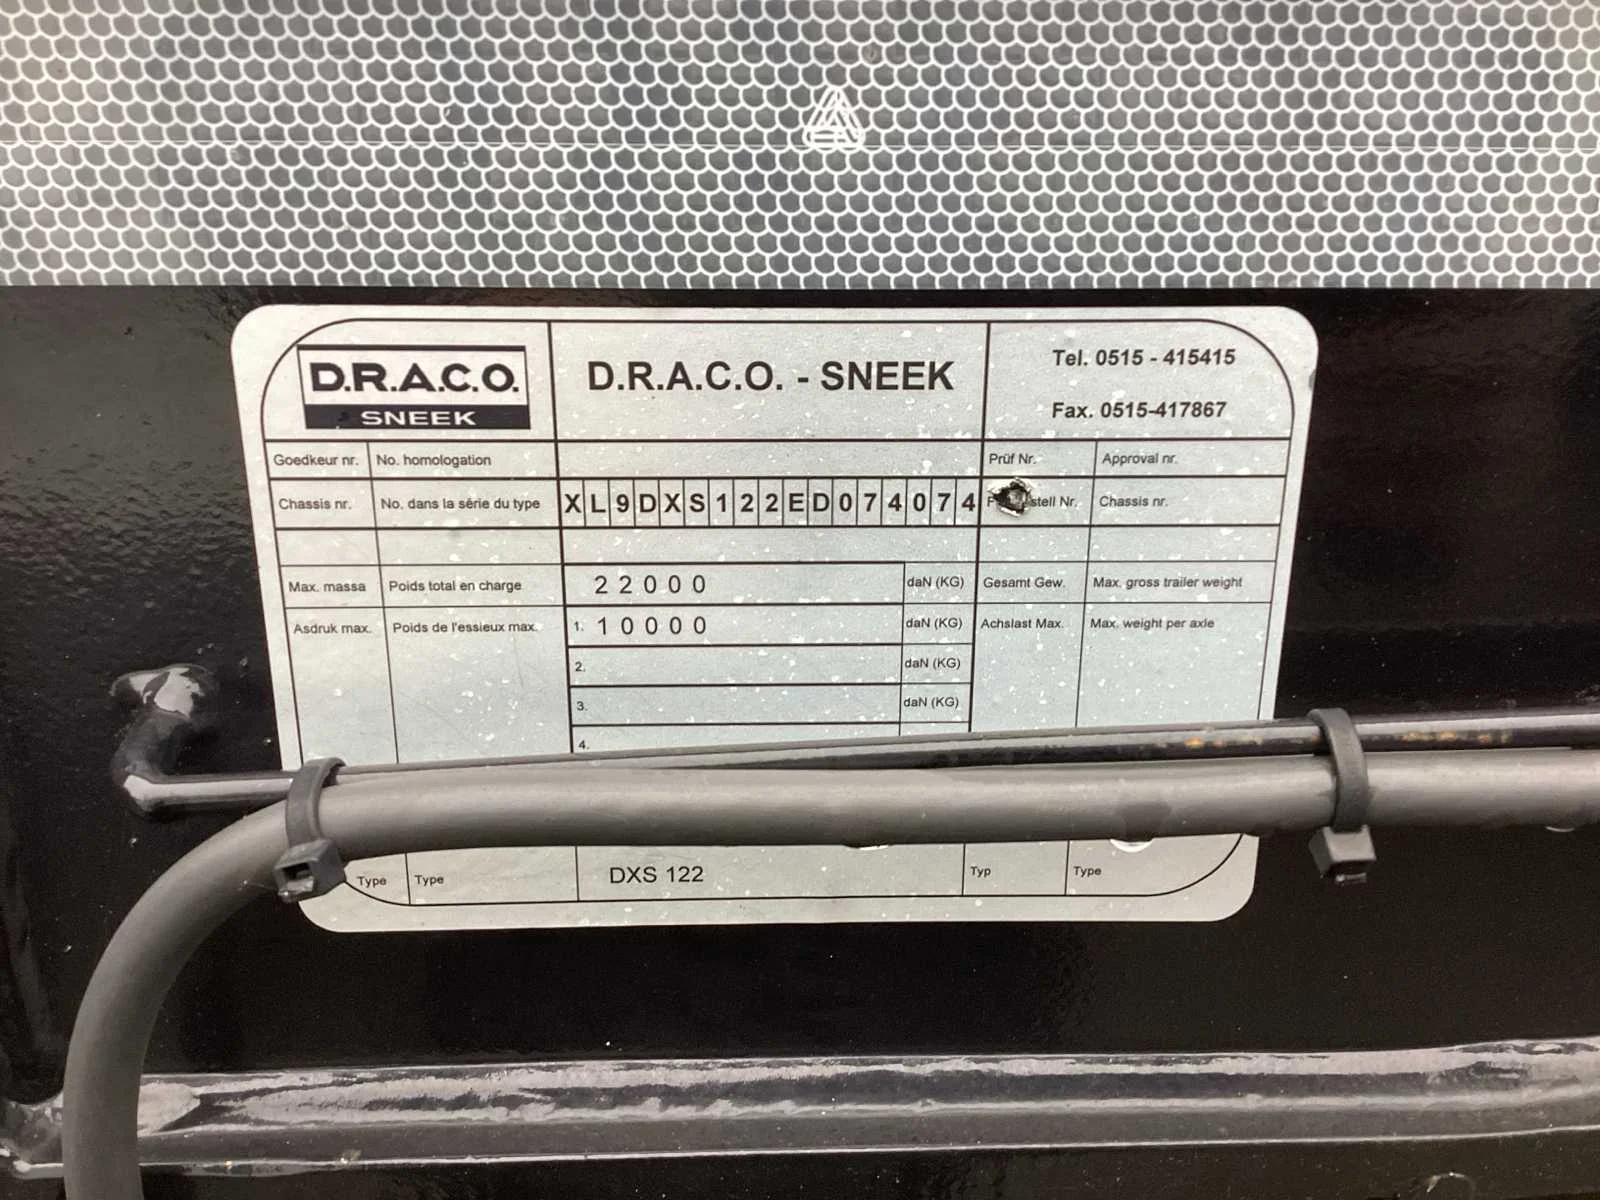 D.R.A.C.O.
SNEEK
D.R.A.C.O. - SNEEK
Tel. 0515 - 415415
Fax. 0515-417867
Goedkeur nr. No. homologation Prüf Nr. Approval nr.
Chassis nr. No. dans la série du type XL9DXS122ED074074 stell Nr. Chassis nr.
Max. massa Poids total en charge 22000 daN (KG) Gesamt Gew. Max. gross trailer weight
Asdruk max. Poids de l'essieux max. 1. 10000 daN (KG) Achslast Max. Max. weight per axle
2. daN (KG)
3. daN (KG)
4.
Type Type DXS 122 Typ Type